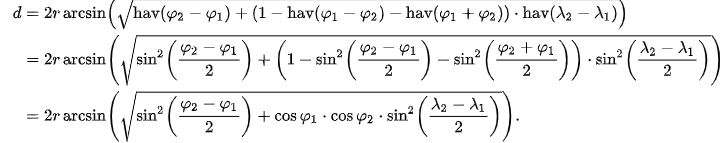 d = 2r arcsin(√(hav(φ₂ − φ₁) + (1 − hav(φ₁ − φ₂) − hav(φ₁ + φ₂)) · hav(λ₂ − λ₁)))
= 2r arcsin(√(sin²((φ₂ − φ₁)/2) + (1 − sin²((φ₂ − φ₁)/2) − sin²((φ₂ + φ₁)/2)) · sin²((λ₂ − λ₁)/2)))
= 2r arcsin(√(sin²((φ₂ − φ₁)/2) + cos φ₁ · cos φ₂ · sin²((λ₂ − λ₁)/2))).